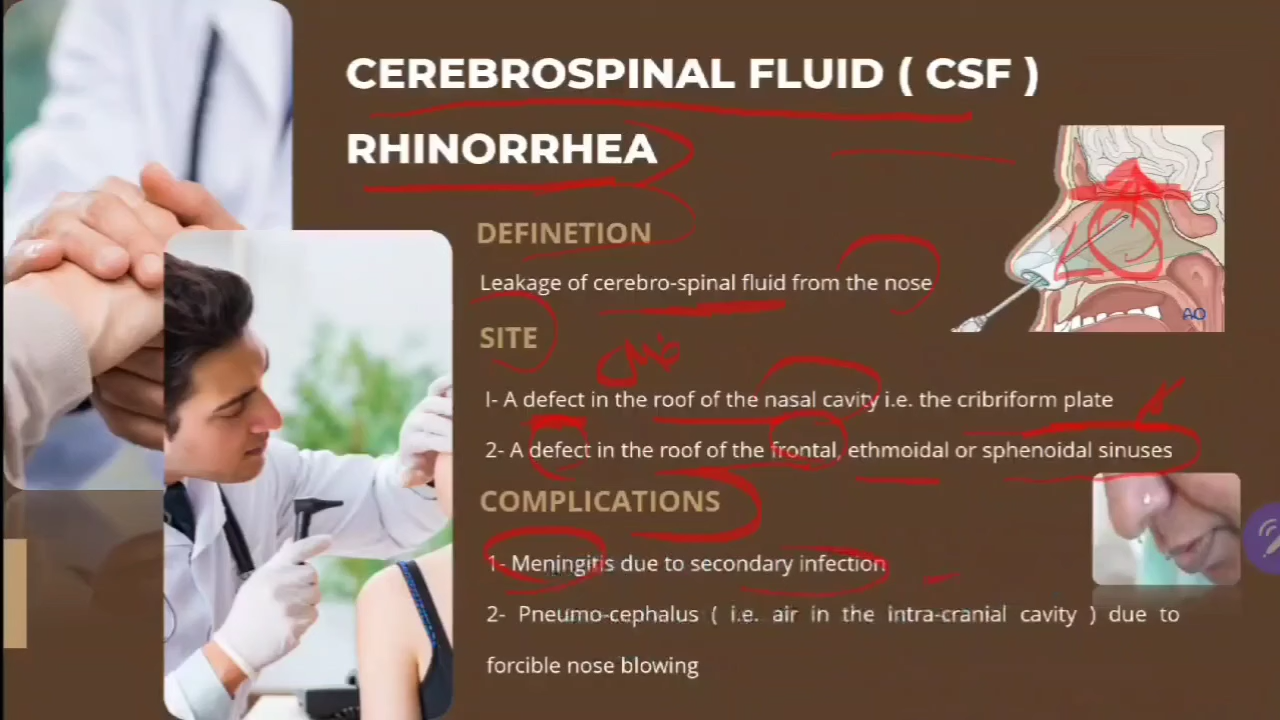 CEREBROSPINAL FLUID ( CSF )
RHINORRHEA
DEFINETION
Leakage of cerebro-spinal fluid from the nose
SITE
I- A defect in the roof of the nasal cavity i.e. the cribriform plate
2- A defect in the roof of the frontal, ethmoidal or sphenoidal sinuses
COMPLICATIONS
1- Meningitis due to secondary infection
2- Pneumo-cephalus ( i.e. air in the intra-cranial cavity ) due to
forcible nose blowing